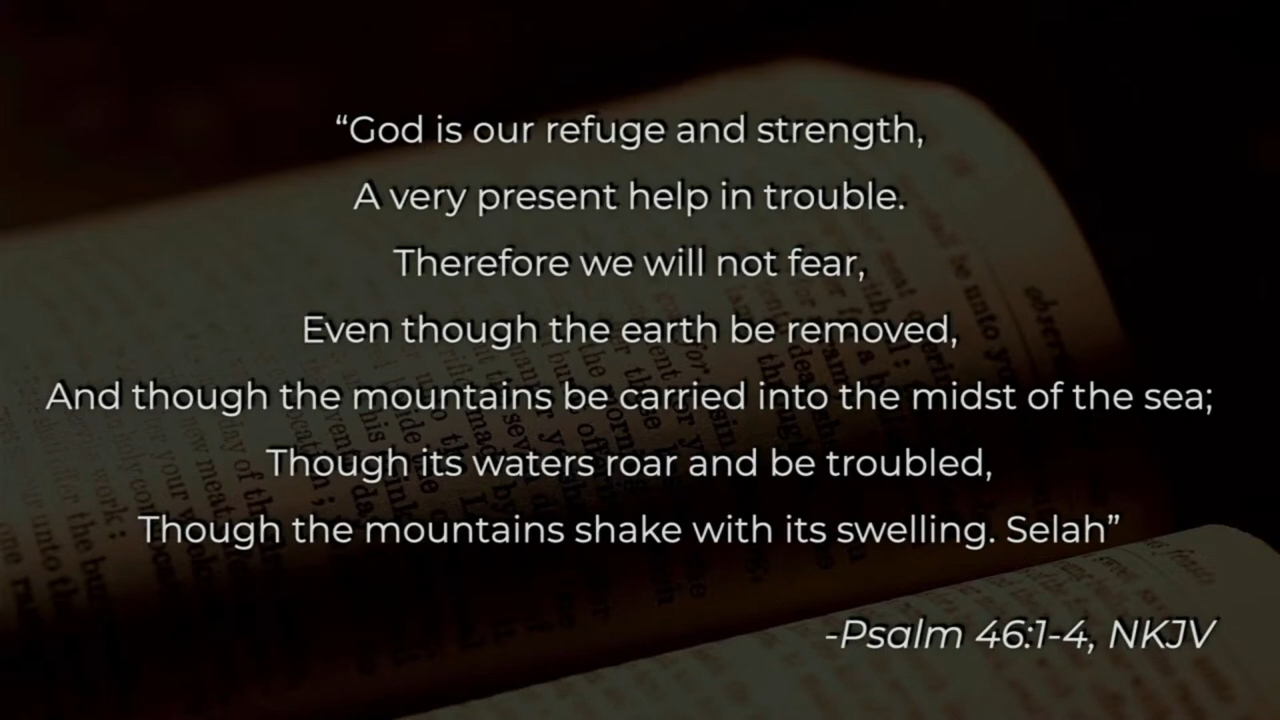 “God is our refuge and strength,
A very present help in trouble.
Therefore we will not fear,
Even though the earth be removed,
And though the mountains be carried into the midst of the sea;
Though its waters roar and be troubled,
Though the mountains shake with its swelling. Selah”
-Psalm 46:1-4, NKJV